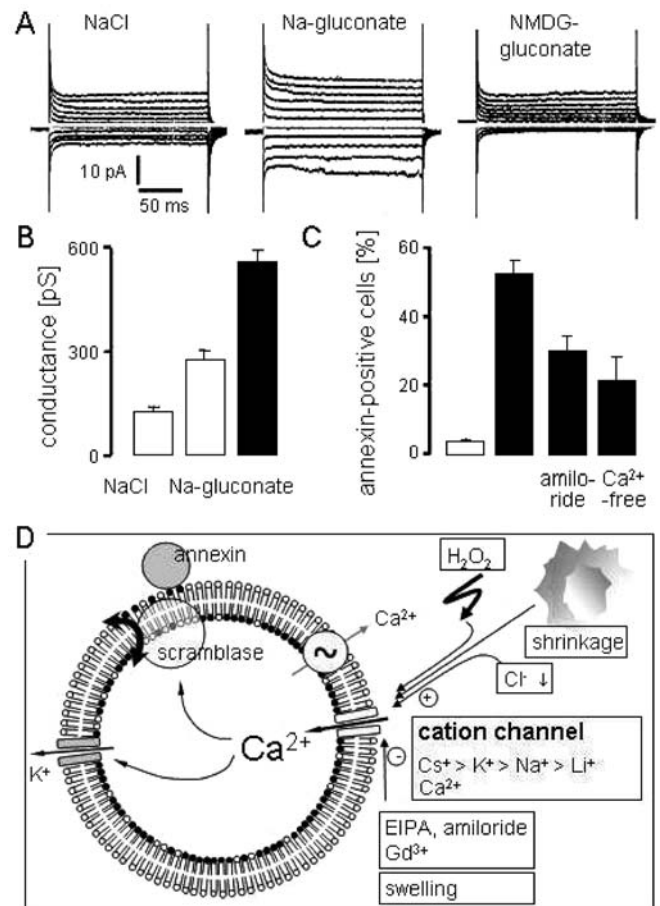 A
NaCl
Na-gluconate
NMDG-
gluconate
10 pA
50 ms
B
conductance [pS]
600
300
0
NaCl
Na-gluconate
C
annexin-positive cells [%]
60
40
20
0
amilo-
ride
Ca²⁺
-free
D
annexin
scramblase
~
Ca²⁺
H₂O₂
shrinkage
Cl⁻ ↓
+
Ca²⁺
K⁺
cation channel
Cs⁺ > K⁺ > Na⁺ > Li⁺
Ca²⁺
-
EIPA, amiloride
Gd³⁺
swelling